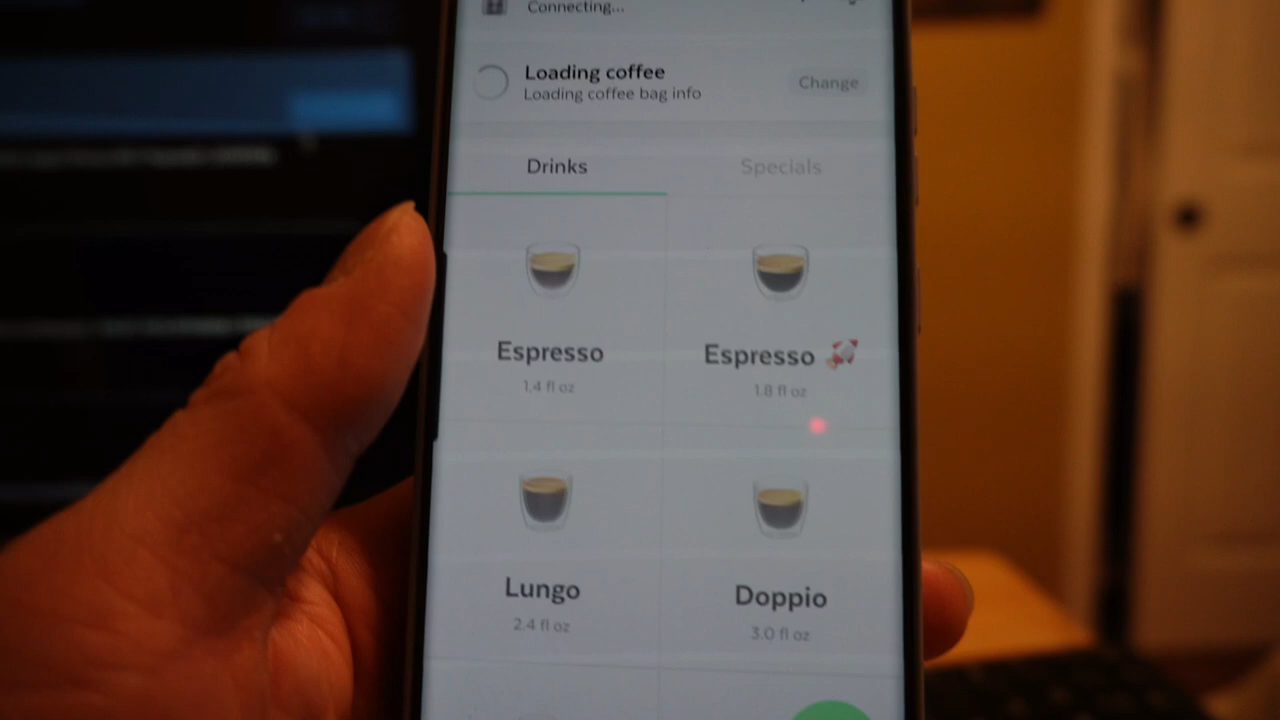 Connecting...
Loading coffee
Loading coffee bag info
Change
Drinks
Specials
Espresso
1.4 fl oz
Espresso
1.8 fl oz
Lungo
2.4 fl oz
Doppio
3.0 fl oz